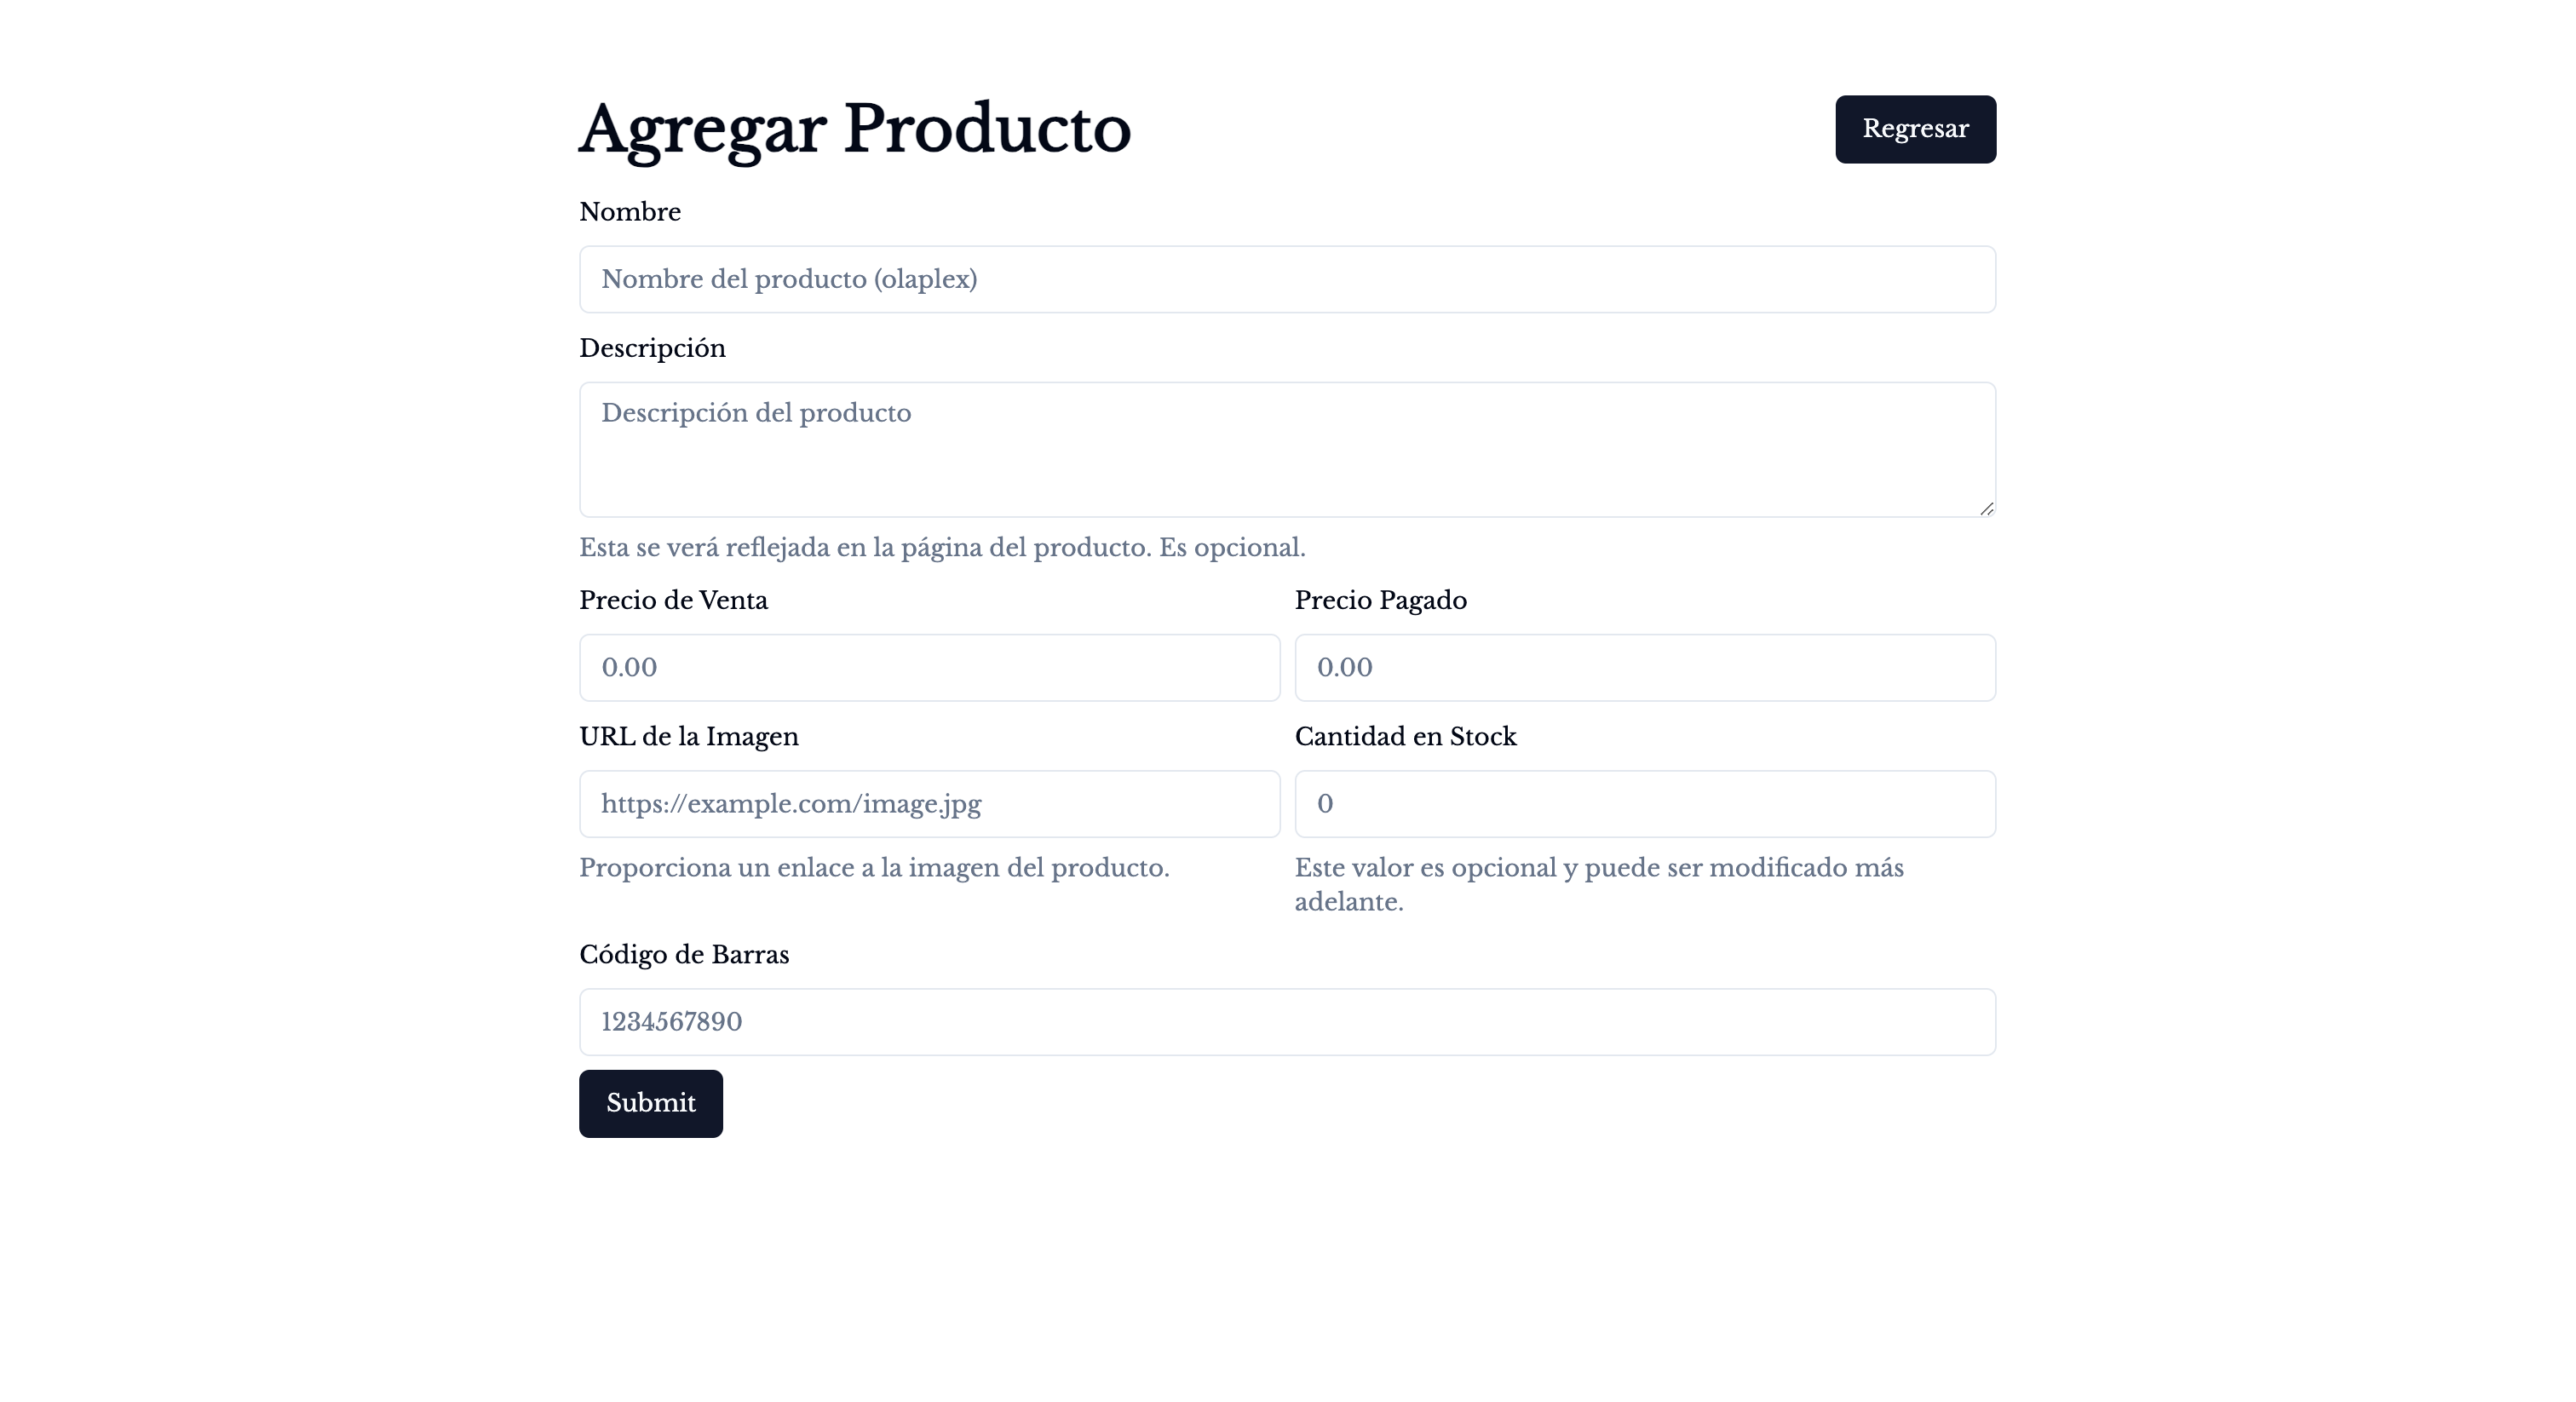 Agregar Producto
Regresar
Nombre
Nombre del producto (olaplex)
Descripción
Descripción del producto
Esta se verá reflejada en la página del producto. Es opcional.
Precio de Venta
Precio Pagado
0.00
0.00
URL de la Imagen
Cantidad en Stock
https://example.com/image.jpg
0
Proporciona un enlace a la imagen del producto.
Este valor es opcional y puede ser modificado más
adelante.
Código de Barras
1234567890
Submit